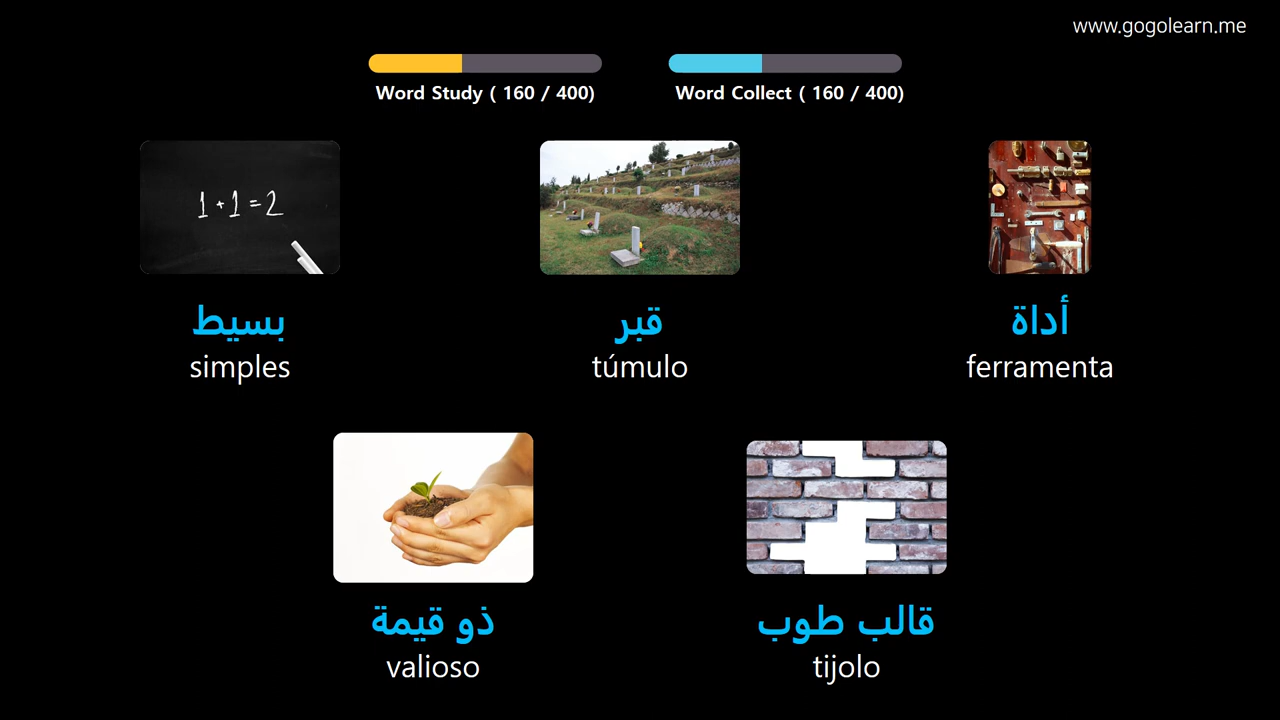 www.gogolearn.me
Word Study ( 160 / 400)
Word Collect ( 160 / 400)
1 + 1 = 2
بسيط
simples
قبر
túmulo
أداة
ferramenta
ذو قيمة
valioso
قالب طوب
tijolo